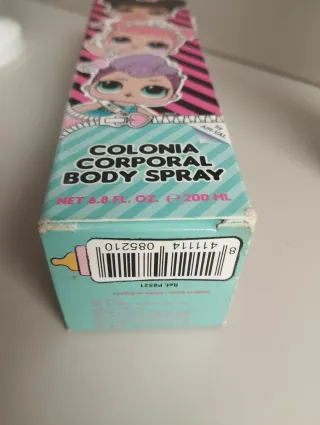 COLONIA
CORPORAL
BODY SPRAY
NET 6.8 FL. OZ. ℮ 200 ML
8 411114 085210
Ref. P8521